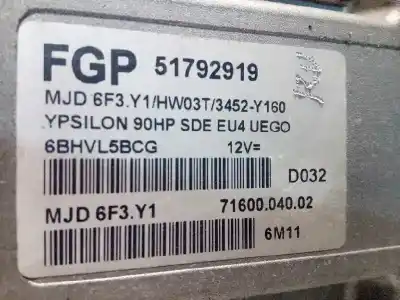 FGP 51792919
MJD 6F3.Y1/HW03T/3452-Y160
YPSILON 90HP SDE EU4 UEGO
6BHVL5BCG 12V=
D032
MJD 6F3.Y1 71600.040.02
6M11